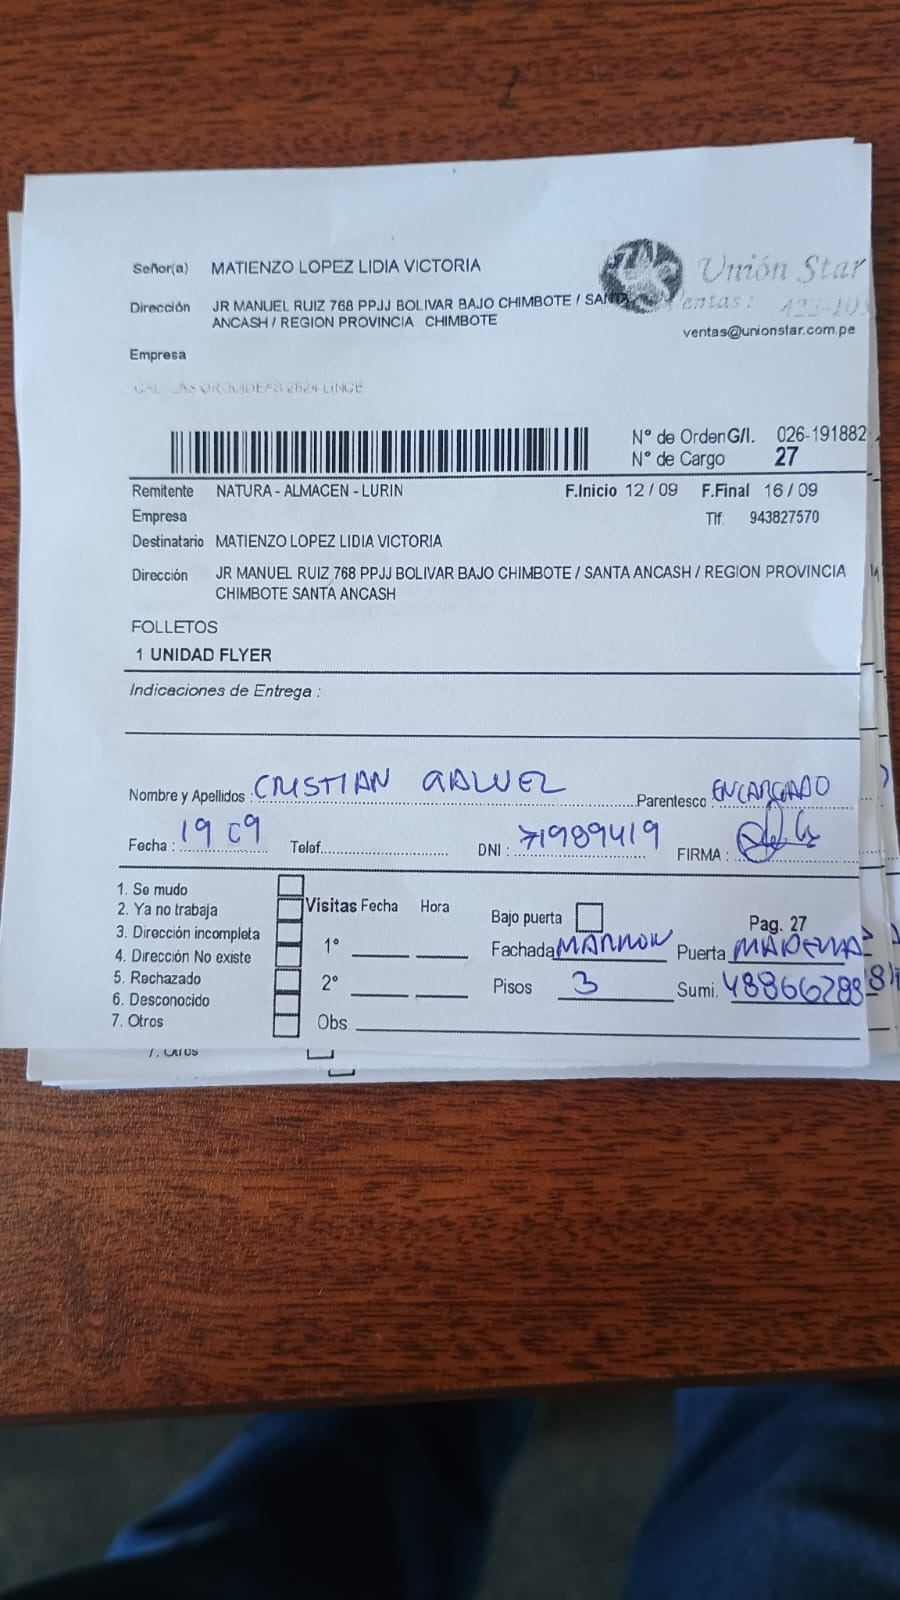 Señor(a) MATIENZO LOPEZ LIDIA VICTORIA
Unión Star
Dirección JR MANUEL RUIZ 768 PPJJ BOLIVAR BAJO CHIMBOTE / SANTA
Ventas :
ANCASH / REGION PROVINCIA CHIMBOTE
ventas@unionstar.com.pe
Empresa
ORQUIDEAS 2624 LINCE
N° de Orden G/I. 026-191882
N° de Cargo 27
Remitente NATURA - ALMACEN - LURIN F.Inicio 12 / 09 F.Final 16 / 09
Empresa Tlf. 943827570
Destinatario MATIENZO LOPEZ LIDIA VICTORIA
Dirección JR MANUEL RUIZ 768 PPJJ BOLIVAR BAJO CHIMBOTE / SANTA ANCASH / REGION PROVINCIA
CHIMBOTE SANTA ANCASH
FOLLETOS
1 UNIDAD FLYER
Indicaciones de Entrega :
Nombre y Apellidos : CRISTIAN GALVEZ Parentesco : ENCARGADO
Fecha : 19 09 Telef. DNI : 71989419 FIRMA :
1. Se mudo
2. Ya no trabaja
3. Dirección incompleta
4. Dirección No existe
5. Rechazado
6. Desconocido
7. Otros
Visitas Fecha Hora
1°
2°
Obs
Bajo puerta Pag. 27
Fachada MARRON Puerta MADERA
Pisos 3 Sumi. 48866288
7. Otros